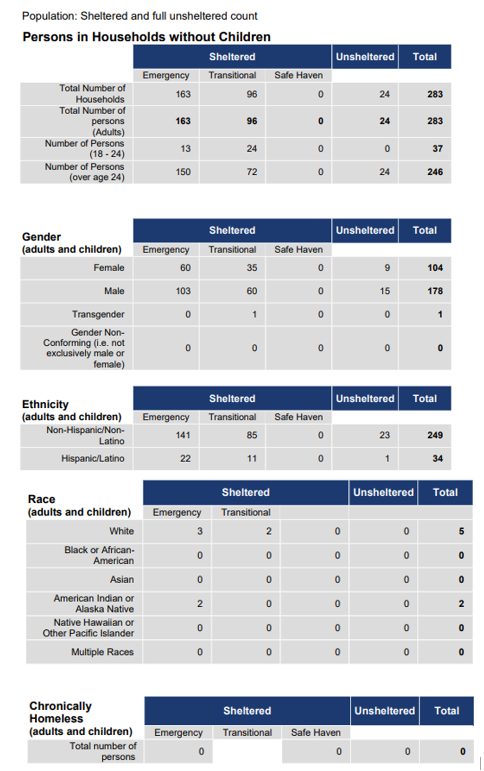 Population: Sheltered and full unsheltered count
Persons in Households without Children
Sheltered Unsheltered Total
Emergency Transitional Safe Haven
Total Number of
Households 163 96 0 24 283
Total Number of
persons
(Adults) 163 96 0 24 283
Number of Persons
(18 - 24) 13 24 0 0 37
Number of Persons
(over age 24) 150 72 0 24 246
Gender
(adults and children)
Sheltered Unsheltered Total
Emergency Transitional Safe Haven
Female 60 35 0 9 104
Male 103 60 0 15 178
Transgender 0 1 0 0 1
Gender Non-
Conforming (i.e. not
exclusively male or
female) 0 0 0 0 0
Ethnicity
(adults and children)
Sheltered Unsheltered Total
Emergency Transitional Safe Haven
Non-Hispanic/Non-
Latino 141 85 0 23 249
Hispanic/Latino 22 11 0 1 34
Race
(adults and children)
Sheltered Unsheltered Total
Emergency Transitional
White 3 2 0 0 5
Black or African-
American 0 0 0 0 0
Asian 0 0 0 0 0
American Indian or
Alaska Native 2 0 0 0 2
Native Hawaiian or
Other Pacific Islander 0 0 0 0 0
Multiple Races 0 0 0 0 0
Chronically
Homeless
(adults and children)
Sheltered Unsheltered Total
Emergency Transitional Safe Haven
Total number of
persons 0 0 0 0